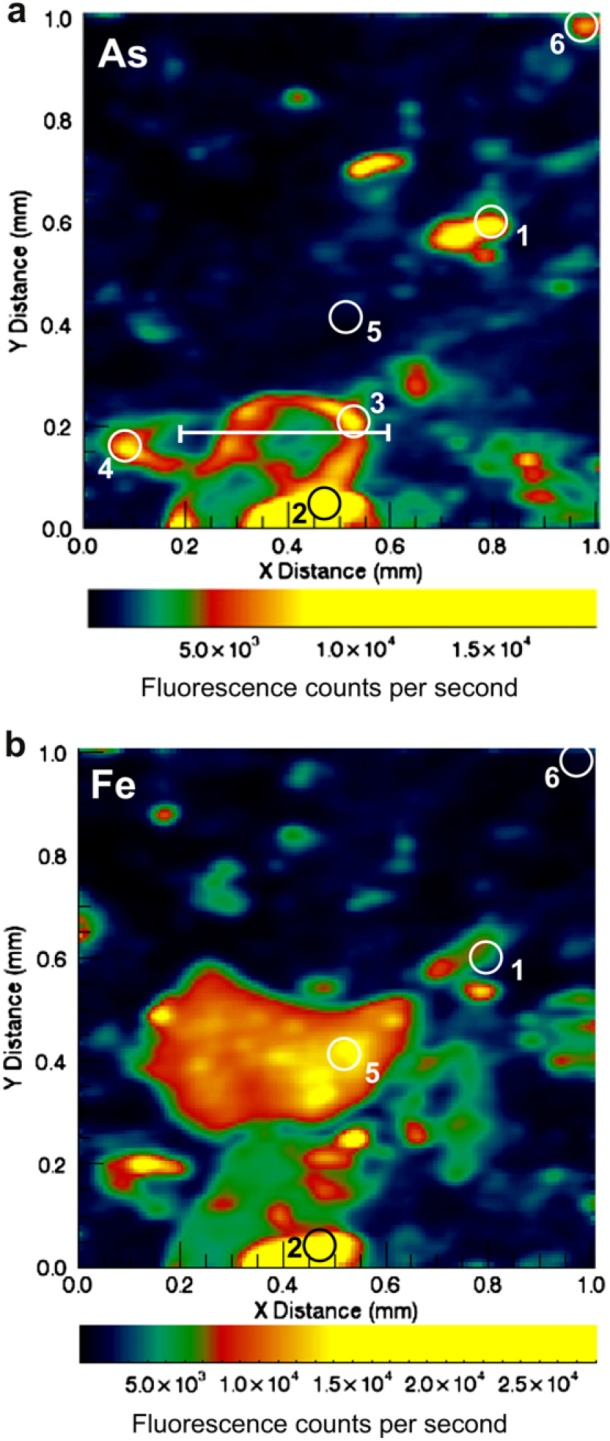 a
1.0
As
6
0.8
Y Distance (mm)
0.6
1
0.4
5
3
0.2
4
2
0.0
0.0 0.2 0.4 0.6 0.8 1.0
X Distance (mm)
5.0×10³ 1.0×10⁴ 1.5×10⁴
Fluorescence counts per second
b
1.0
Fe
6
0.8
Y Distance (mm)
0.6
1
0.4
5
0.2
2
0.0
0.0 0.2 0.4 0.6 0.8 1.0
X Distance (mm)
5.0×10³ 1.0×10⁴ 1.5×10⁴ 2.0×10⁴ 2.5×10⁴
Fluorescence counts per second